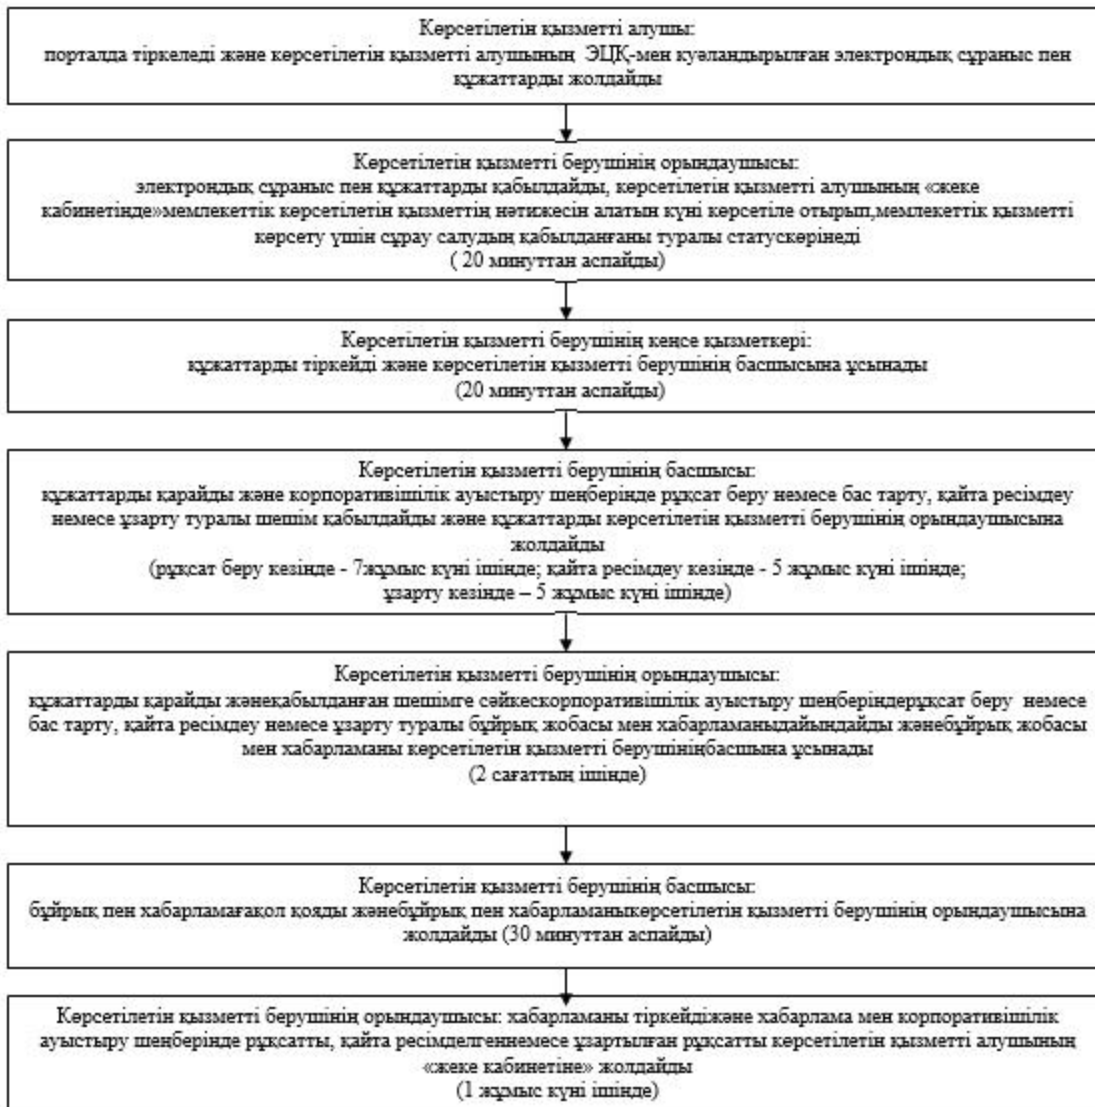 Көрсетілетін қызметті алушы:
порталда тіркеледі және көрсетілетін қызметті алушының ЭЦҚ-мен куәландырылған электрондық сұраныс пен
құжаттарды жолдайды
Көрсетілетін қызметті берушінің орындаушысы:
электрондық сұраныс пен құжаттарды қабылдайды, көрсетілетін қызметті алушының «жеке
кабинетінде»мемлекеттік көрсетілетін қызметтің нәтижесін алатын күні көрсетіле отырып,мемлекеттік қызметті
көрсету үшін сұрау салудың қабылданғаны туралы статускөрінеді
( 20 минуттан аспайды)
Көрсетілетін қызметті берушінің кеңсе қызметкері:
құжаттарды тіркейді және көрсетілетін қызметті берушінің басшысына ұсынады
(20 минуттан аспайды)
Көрсетілетін қызметті берушінің басшысы:
құжаттарды қарайды және корпоративішілік ауыстыру шеңберінде рұқсат беру немесе бас тарту, қайта ресімдеу
немесе ұзарту туралы шешім қабылдайды және құжаттарды көрсетілетін қызметті берушінің орындаушысына
жолдайды
(рұқсат беру кезінде - 7жұмыс күні ішінде; қайта ресімдеу кезінде - 5 жұмыс күні ішінде;
ұзарту кезінде – 5 жұмыс күні ішінде)
Көрсетілетін қызметті берушінің орындаушысы:
құжаттарды қарайды жәнеқабылданған шешімге сәйкескорпоративішілік ауыстыру шеңберіндерұқсат беру немесе
бас тарту, қайта ресімдеу немесе ұзарту туралы бұйрық жобасы мен хабарламаныдайындайды жәнебұйрық жобасы
мен хабарламаны көрсетілетін қызметті берушініңбасшына ұсынады
(2 сағаттың ішінде)
Көрсетілетін қызметті берушінің басшысы:
бұйрық пен хабарламағақол қояды жәнебұйрық пен хабарламаныкөрсетілетін қызметті берушінің орындаушысына
жолдайды (30 минуттан аспайды)
Көрсетілетін қызметті берушінің орындаушысы: хабарламаны тіркейдіжәне хабарлама мен корпоративішілік
ауыстыру шеңберінде рұқсатты, қайта ресімделгеннемесе ұзартылған рұқсатты көрсетілетін қызметті алушының
«жеке кабинетіне» жолдайды
(1 жұмыс күні ішінде)